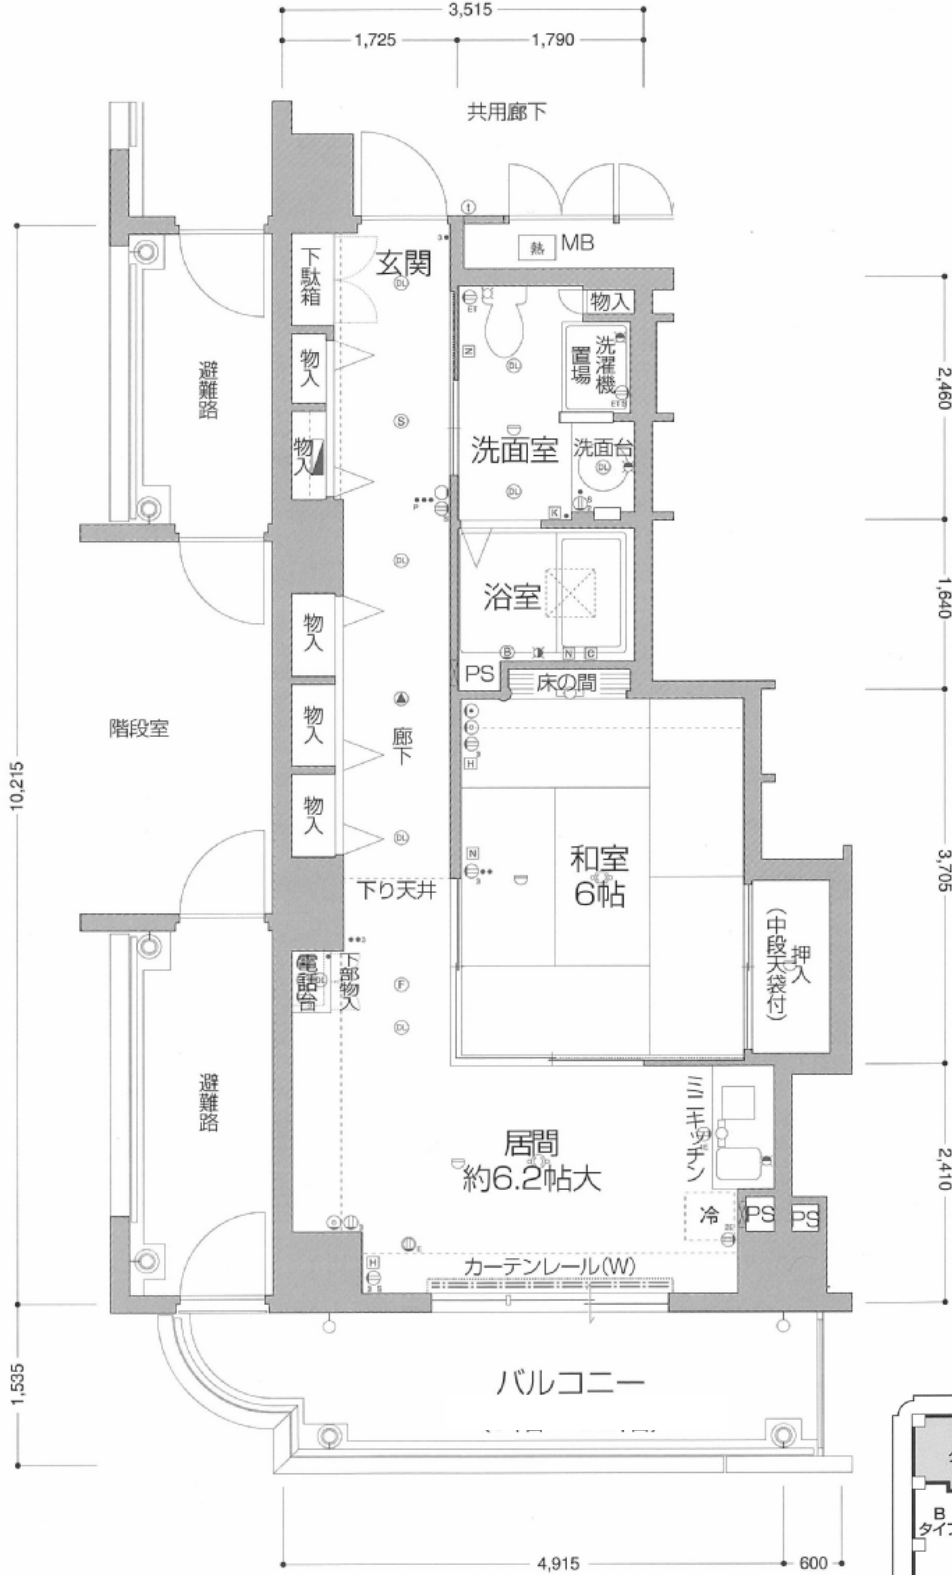 3,515
1,725
1,790
共用廊下
MB
熱
玄関
下駄箱
物入
避難路
物入
洗濯機
置場
2,460
物入
洗面室
洗面台
浴室
1,640
PS
床の間
物入
物入
階段室
廊下
10,215
物入
和室
6帖
3,705
下り天井
押入
(中段天袋付)
電話台
下部物入
避難路
居間
約6.2帖大
ミニキッチン
2,410
冷
PS
PS
カーテンレール(W)
バルコニー
1,535
4,915
600
B